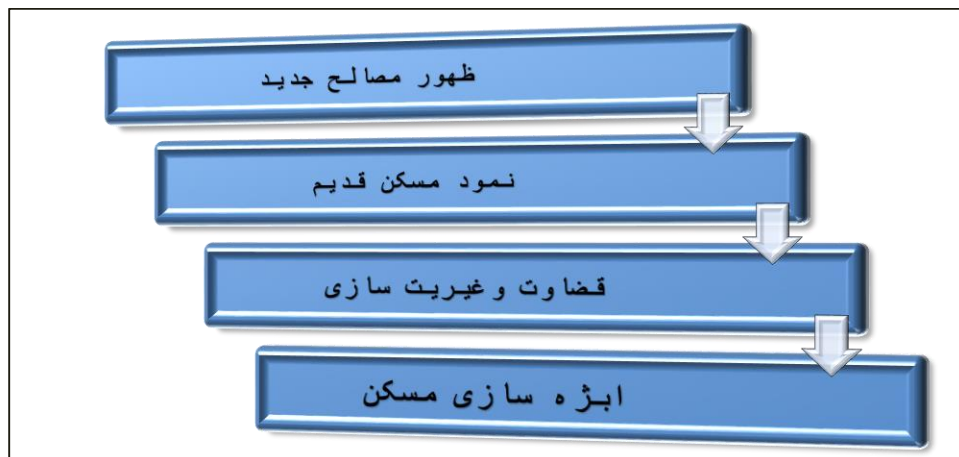 ظهور مصالح جدید
نمود مسکن قدیم
قضاوت و غیریت سازی
ابژه سازی مسکن